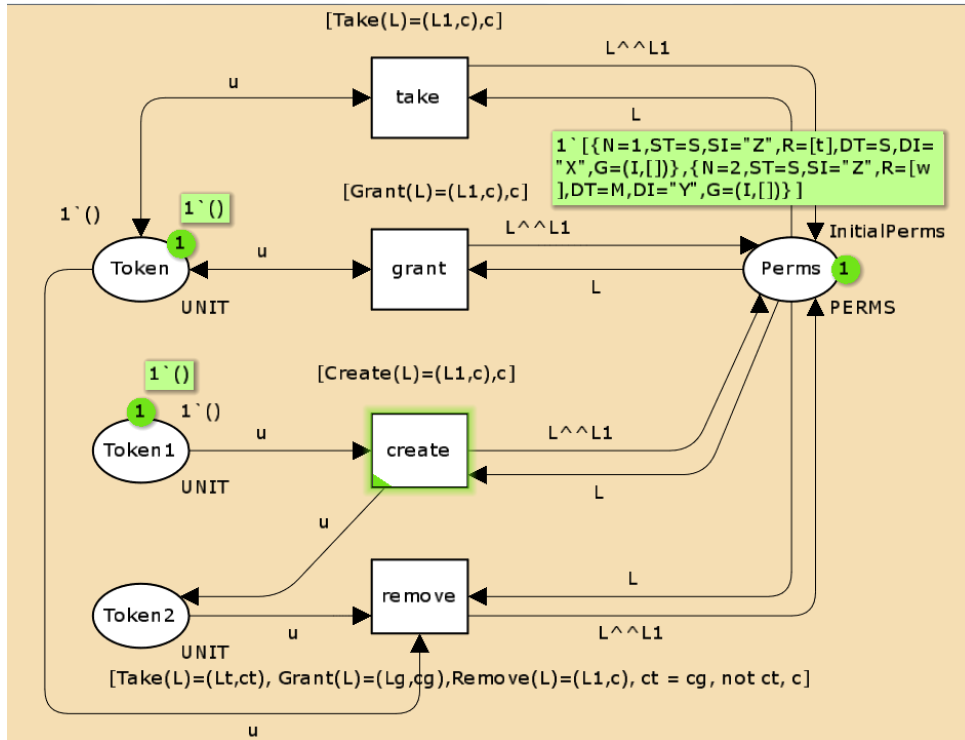 [Take(L)=(L1,c),c]
L^^L1
u
take
L
1`[{N=1,ST=S,SI="Z",R=[t],DT=S,DI=
"X",G=(I,[])},{N=2,ST=S,SI="Z",R=[w
],DT=M,DI="Y",G=(I,[])}]
[Grant(L)=(L1,c),c]
1`()
1`()
1
Token
UNIT
u
grant
L^^L1
L
InitialPerms
Perms
1
PERMS
1`()
[Create(L)=(L1,c),c]
1
1`()
Token1
UNIT
u
create
L^^L1
L
u
Token2
UNIT
u
remove
L
L^^L1
[Take(L)=(Lt,ct), Grant(L)=(Lg,cg),Remove(L)=(L1,c), ct = cg, not ct, c]
u